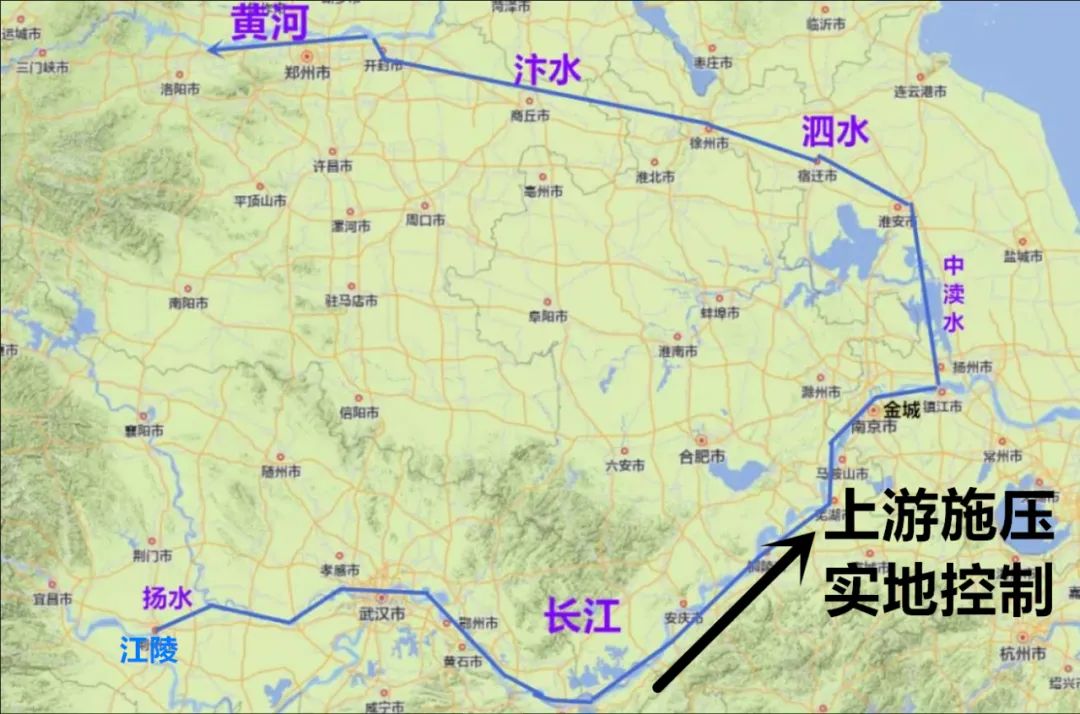 黄河
菏泽市
临沂市
运城市
三门峡市
洛阳市
郑州市
开封市
汴水
枣庄市
连云港市
商丘市
徐州市
泗水
宿迁市
许昌市
淮北市
亳州市
平顶山市
漯河市
周口市
淮安市
中渎水
盐城市
南阳市
驻马店市
阜阳市
蚌埠市
淮南市
扬州市
滁州市
金城
镇江市
南京市
襄阳市
信阳市
随州市
六安市
合肥市
马鞍山市
常州市
芜湖
上游施压
实地控制
荆门市
孝感市
宜昌市
扬水
江陵
武汉市
鄂州市
长江
安庆市
铜陵
黄石市
咸宁市
杭州市
绍兴